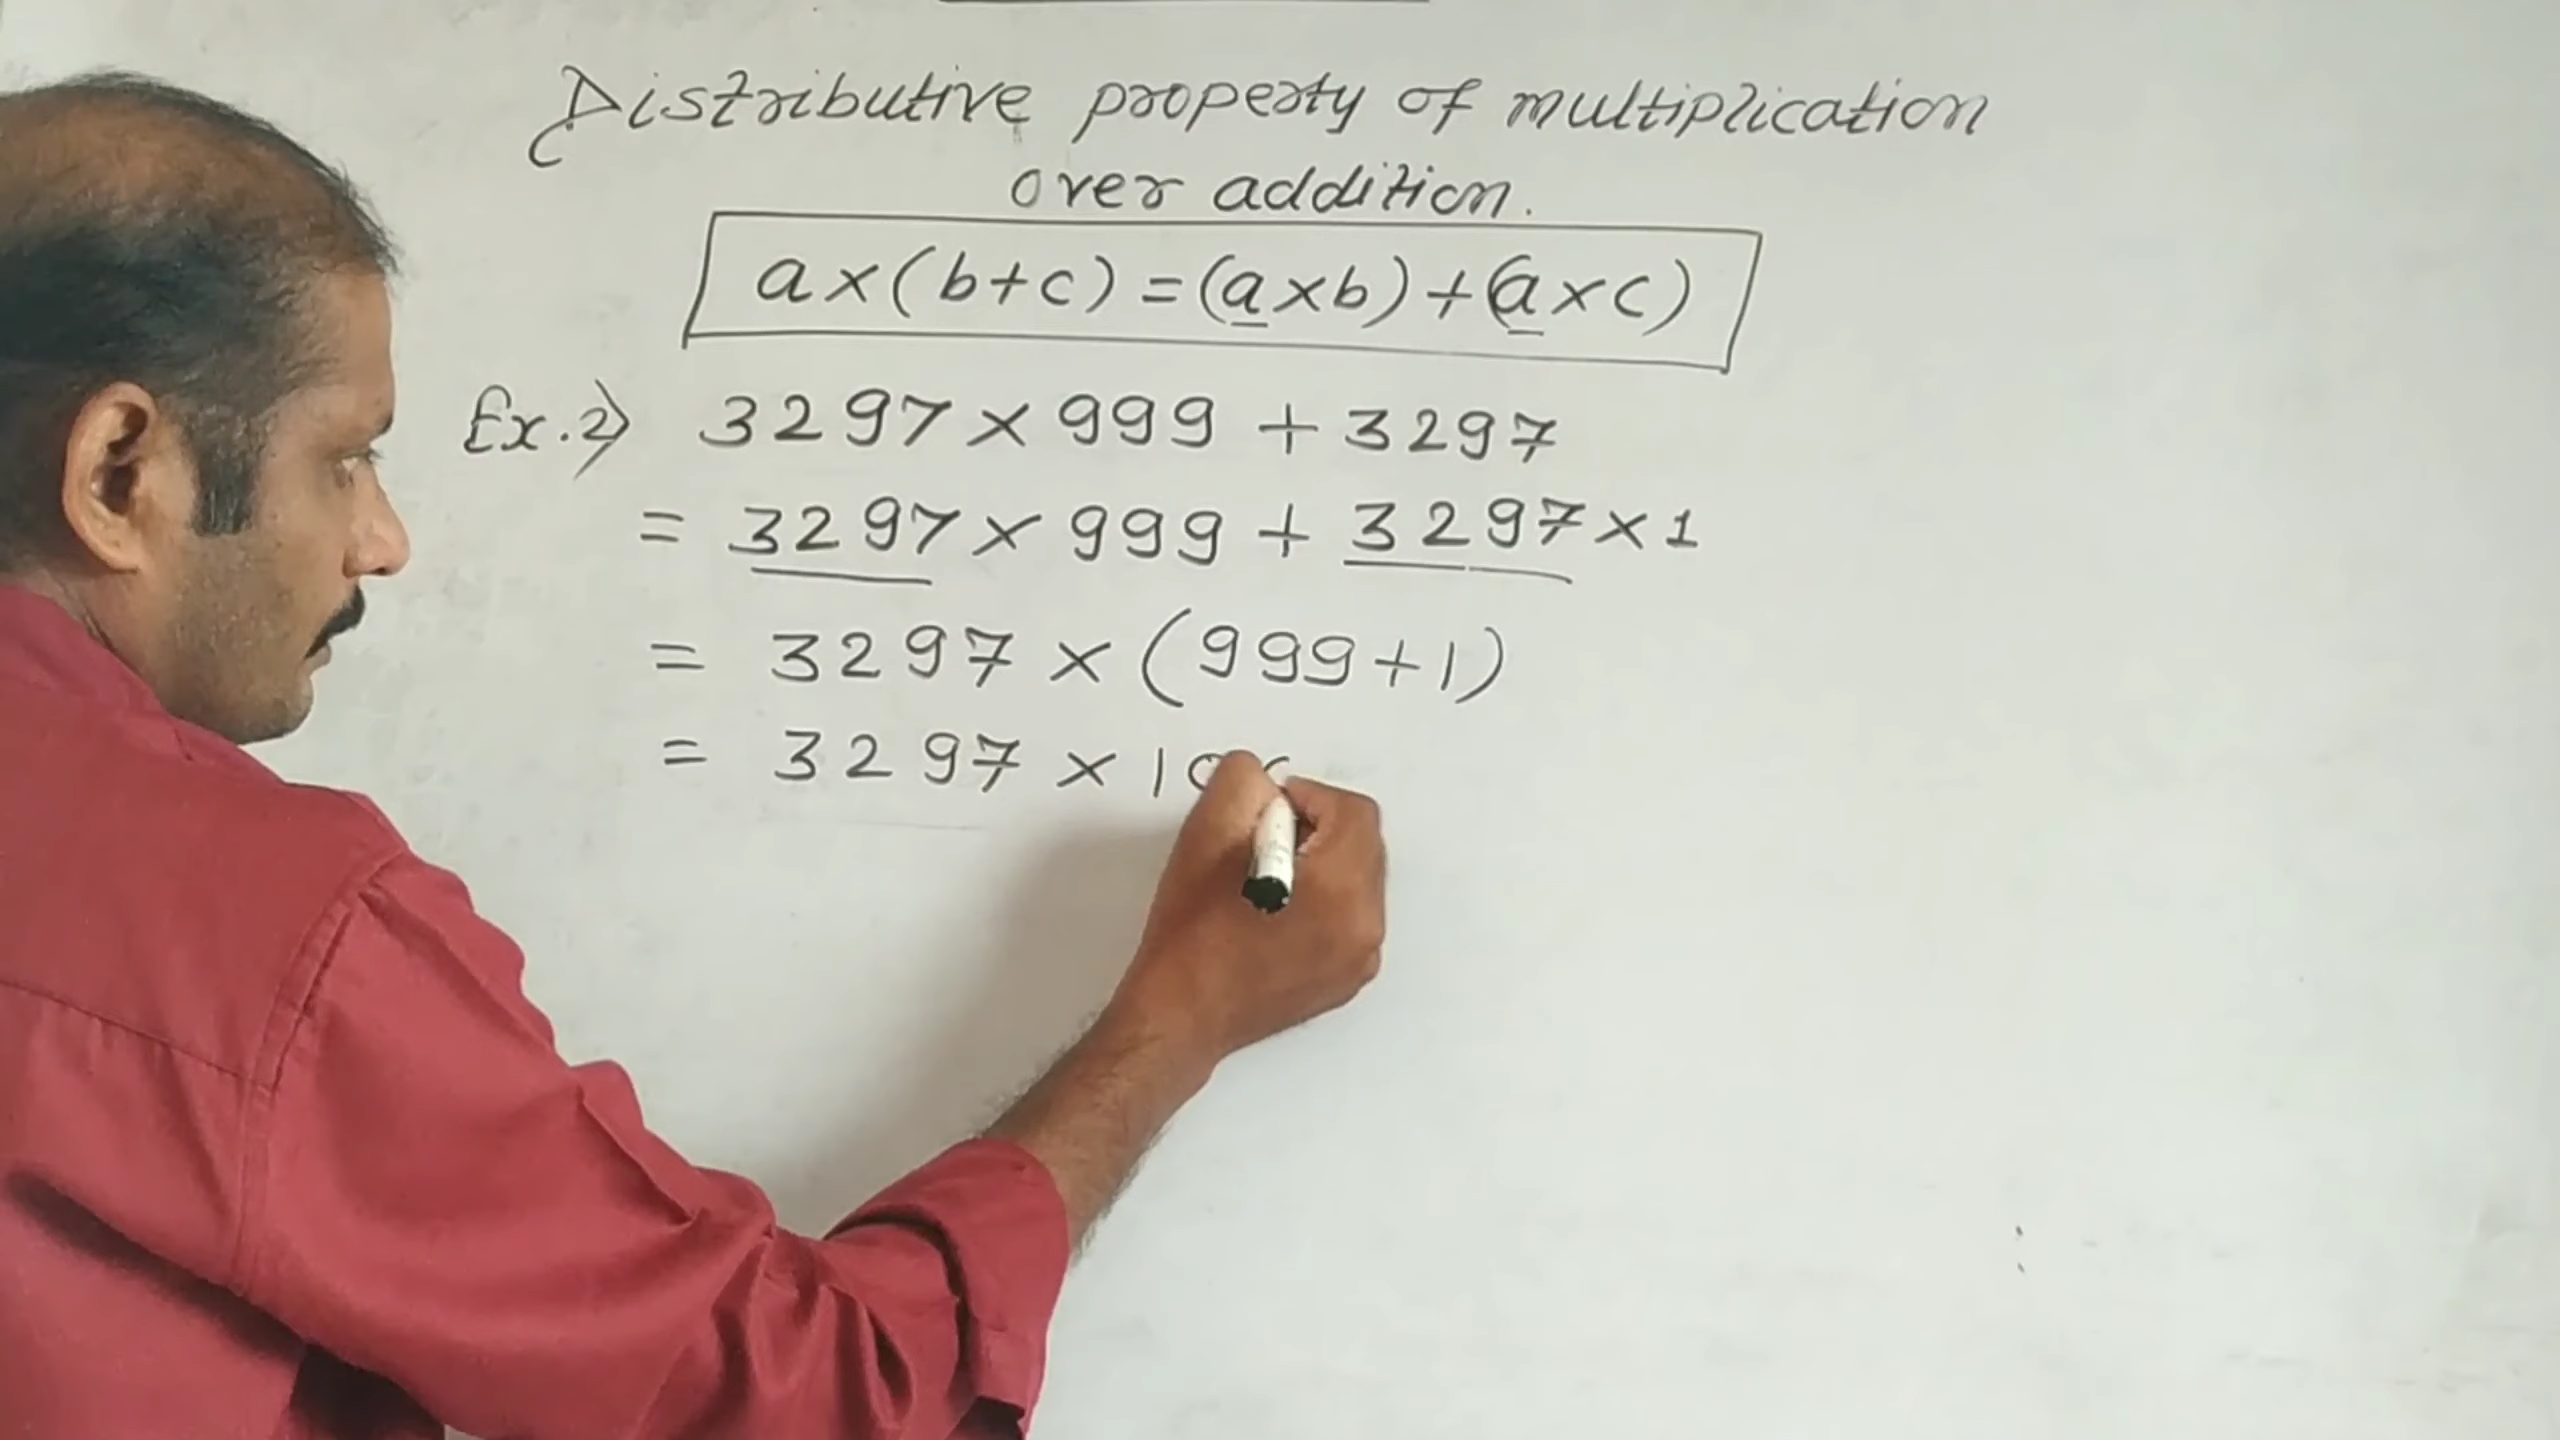 Distributive property of multiplication
over addition.
a×(b+c)=(a×b)+(a×c)
Ex.2) 3297×999+3297
= 3297×999+3297×1
= 3297×(999+1)
= 3297×10